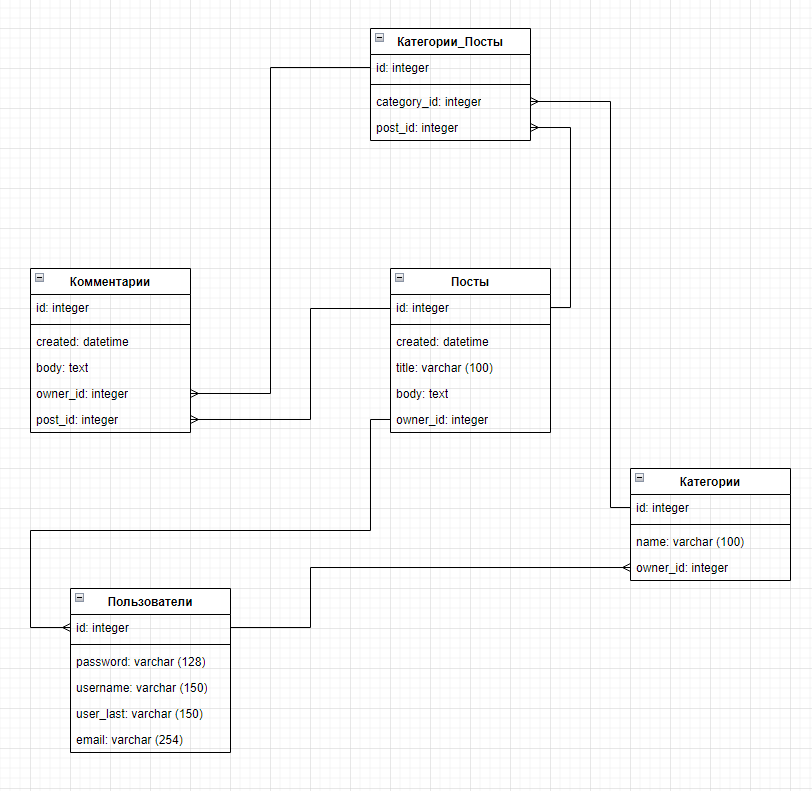 Категории_Посты
id: integer
category_id: integer
post_id: integer
Комментарии
id: integer
created: datetime
body: text
owner_id: integer
post_id: integer
Посты
id: integer
created: datetime
title: varchar (100)
body: text
owner_id: integer
Категории
id: integer
name: varchar (100)
owner_id: integer
Пользователи
id: integer
password: varchar (128)
username: varchar (150)
user_last: varchar (150)
email: varchar (254)